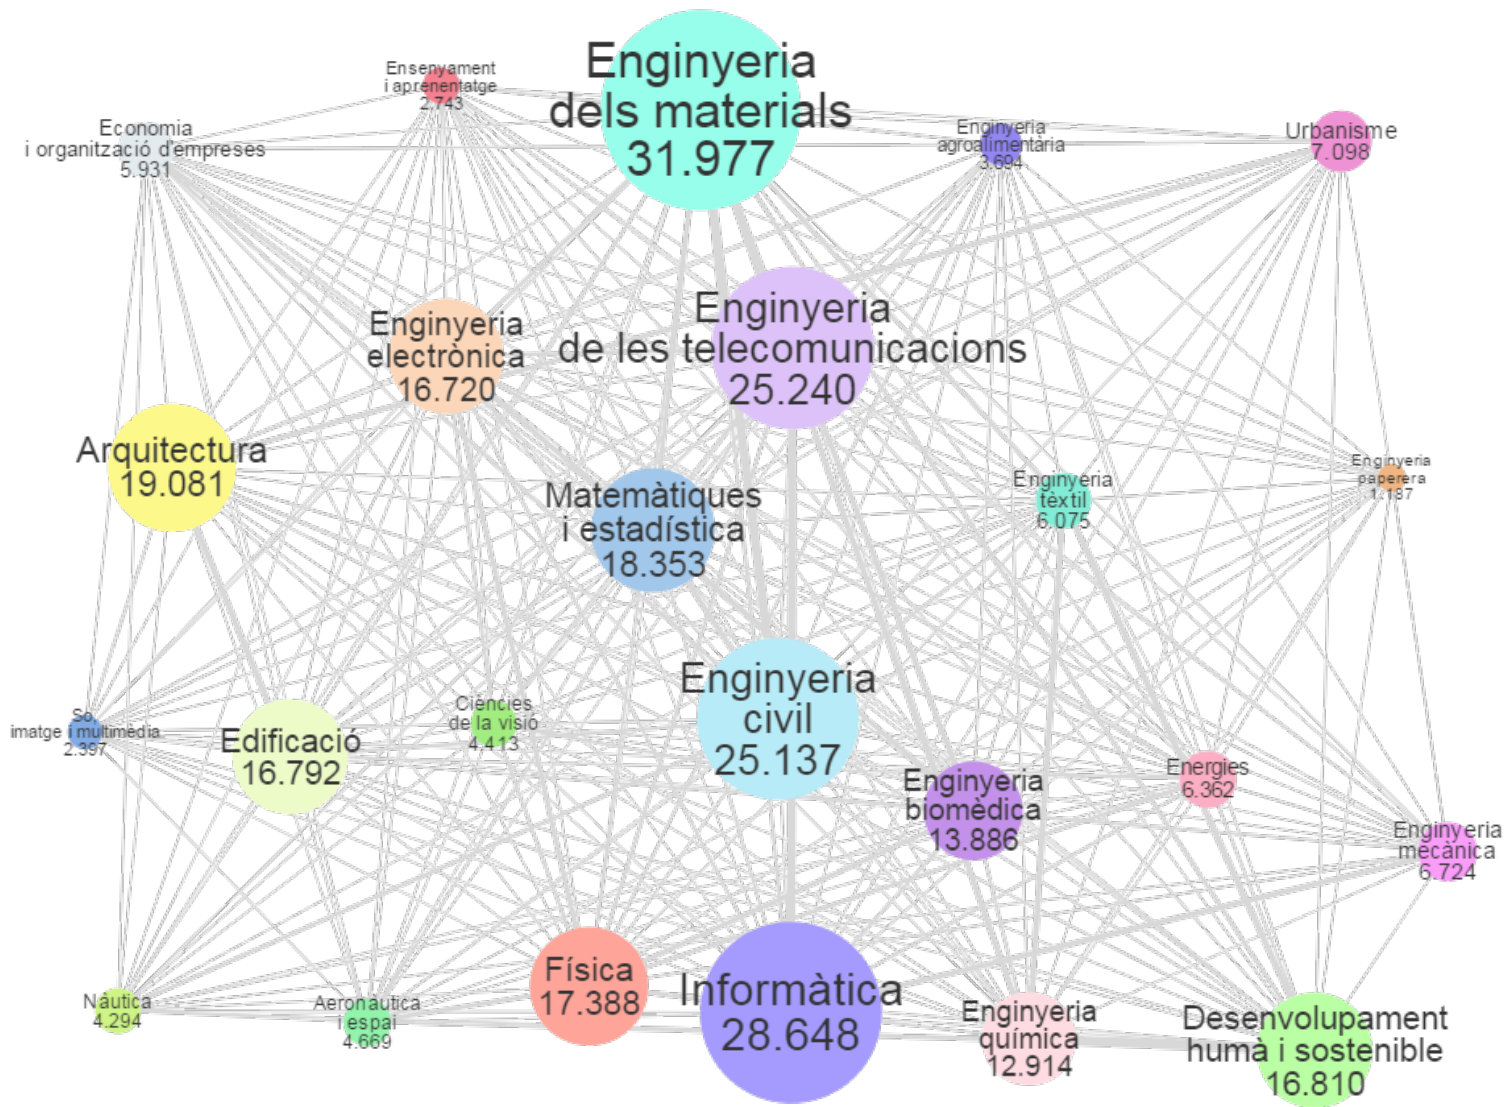 Enginyeria
dels materials
31.977
Ensenyament
i aprenentatge
2.743
Economia
i organització d'empreses
5.931
Enginyeria
agroalimentària
3.694
Urbanisme
7.098
Enginyeria
electrònica
16.720
Enginyeria
de les telecomunicacions
25.240
Arquitectura
19.081
Matemàtiques
i estadística
18.353
Enginyeria
tèxtil
6.075
Enginyeria
paperera
1.187
So,
imatge i multimèdia
2.397
Edificació
16.792
Ciències
de la visió
4.413
Enginyeria
civil
25.137
Enginyeria
biomèdica
13.886
Energies
6.362
Enginyeria
mecànica
6.724
Nàutica
4.294
Aeronàutica
i espai
4.669
Física
17.388
Informàtica
28.648
Enginyeria
química
12.914
Desenvolupament
humà i sostenible
16.810